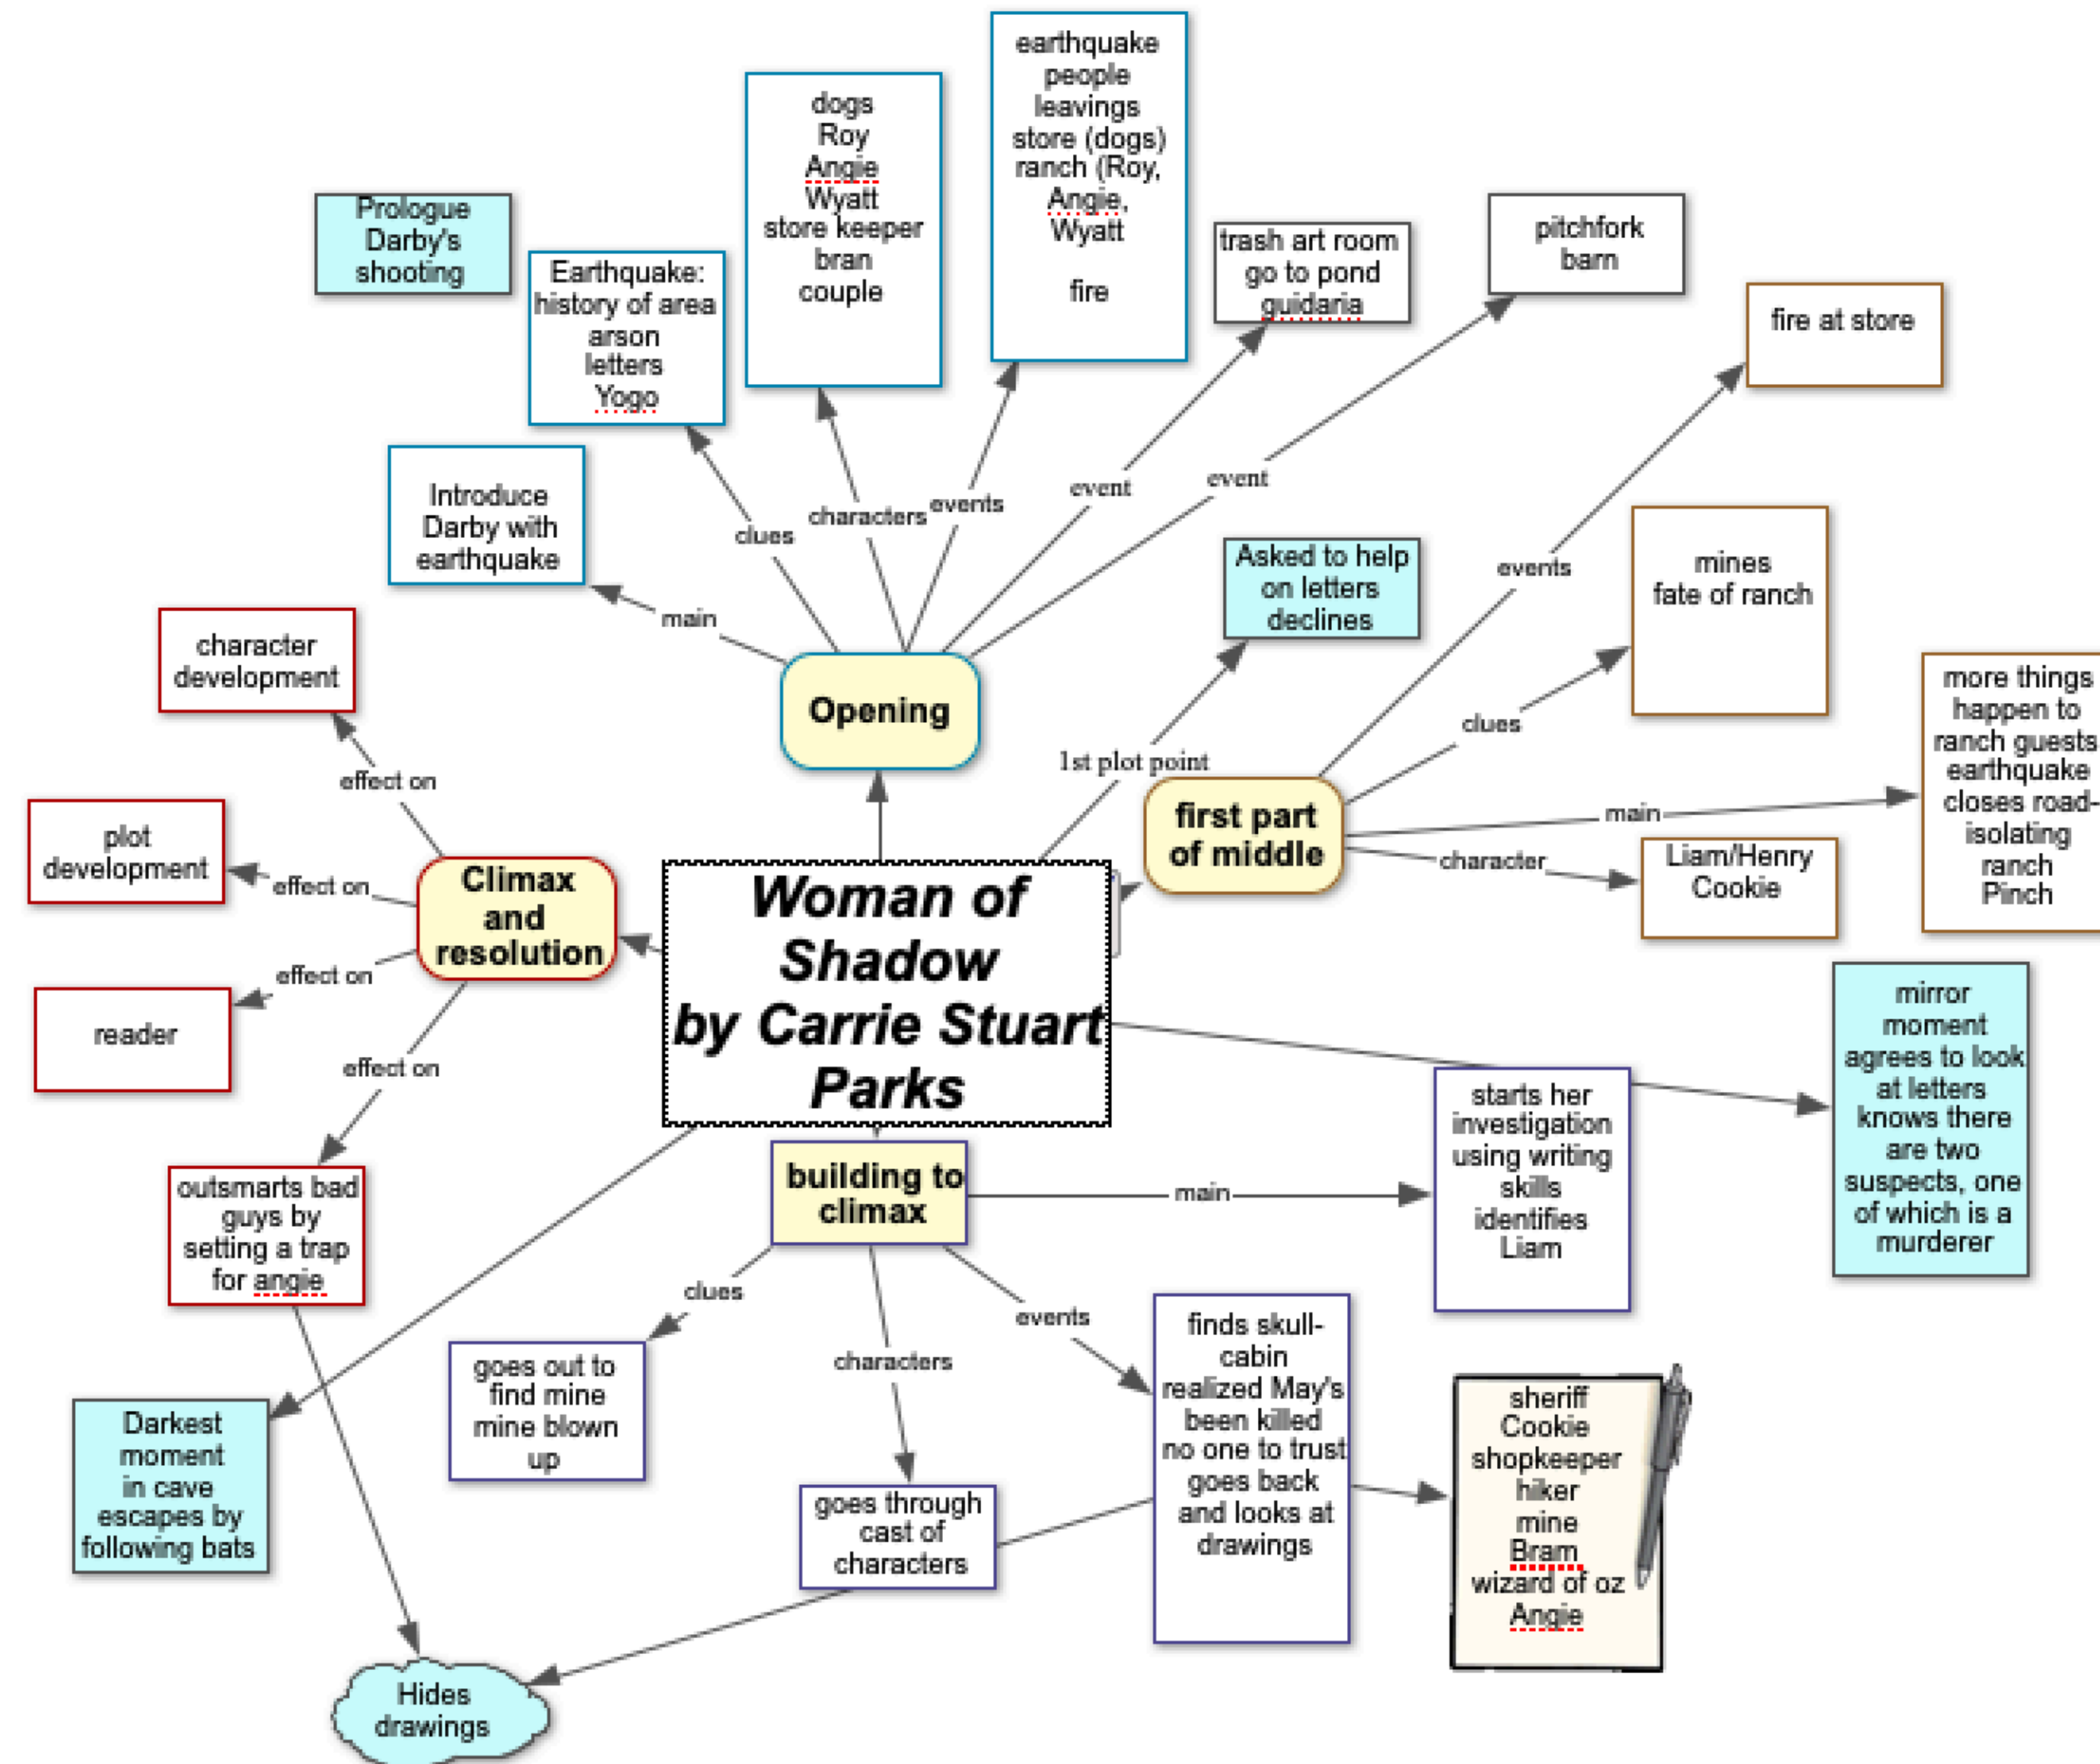 earthquake
people
leavings
store (dogs)
ranch (Roy,
Angie,
Wyatt
fire
dogs
Roy
Angie
Wyatt
store keeper
bran
couple
Prologue
Darby's
shooting
Earthquake:
history of area
arson
letters
Yogo
trash art room
go to pond
guidaria
pitchfork
barn
fire at store
Introduce
Darby with
earthquake
clues
characters
events
event
event
main
Opening
Asked to help
on letters
declines
1st plot point
events
mines
fate of ranch
clues
main
character
first part
of middle
more things
happen to
ranch guests
earthquake
closes road-
isolating
ranch
Pinch
Liam/Henry
Cookie
character
development
effect on
plot
development
effect on
reader
effect on
effect on
Climax
and
resolution
Woman of
Shadow
by Carrie Stuart
Parks
mirror
moment
agrees to look
at letters
knows there
are two
suspects, one
of which is a
murderer
starts her
investigation
using writing
skills
identifies
Liam
main
building to
climax
clues
characters
events
outsmarts bad
guys by
setting a trap
for angie
goes out to
find mine
mine blown
up
finds skull-
cabin
realized May's
been killed
no one to trust
goes back
and looks at
drawings
sheriff
Cookie
shopkeeper
hiker
mine
Bram
wizard of oz
Angie
Darkest
moment
in cave
escapes by
following bats
goes through
cast of
characters
Hides
drawings